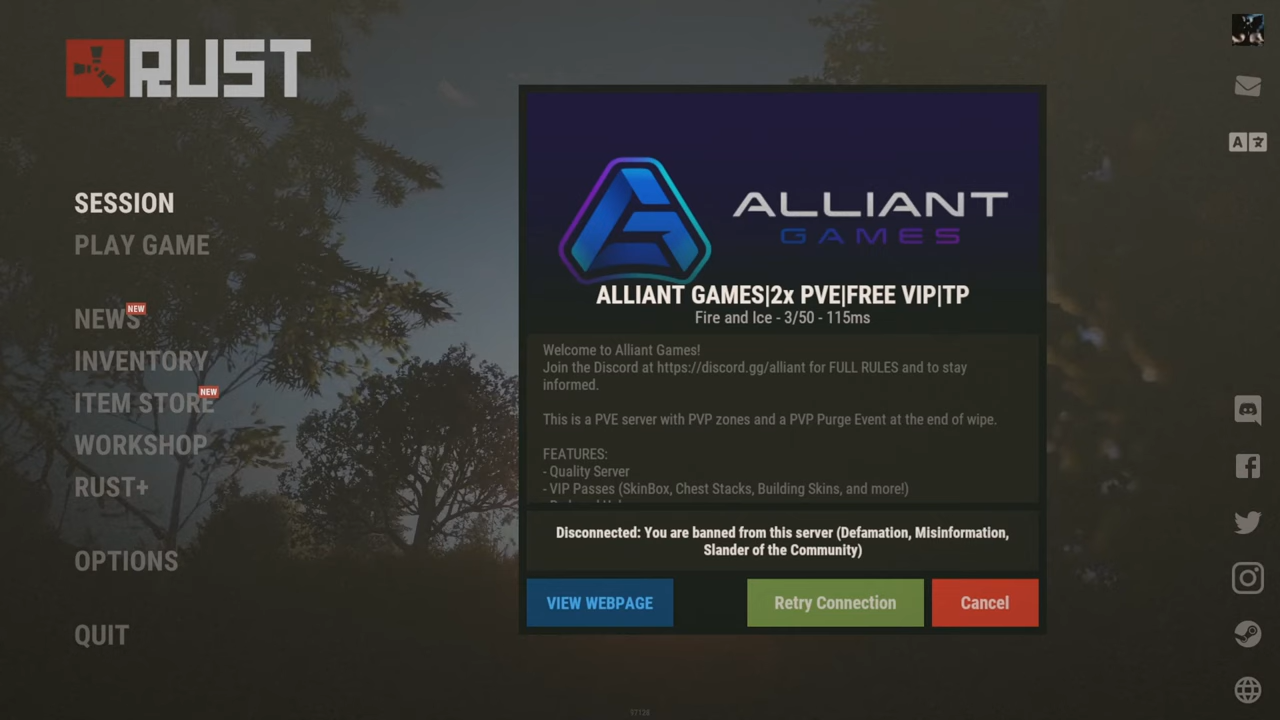 RUST
SESSION
PLAY GAME
NEWS NEW
INVENTORY
ITEM STORE NEW
WORKSHOP
RUST+
OPTIONS
QUIT
ALLIANT
GAMES
ALLIANT GAMES|2x PVE|FREE VIP|TP
Fire and Ice - 3/50 - 115ms
Welcome to Alliant Games!
Join the Discord at https://discord.gg/alliant for FULL RULES and to stay
informed.
This is a PVE server with PVP zones and a PVP Purge Event at the end of wipe.
FEATURES:
- Quality Server
- VIP Passes (SkinBox, Chest Stacks, Building Skins, and more!)
Disconnected: You are banned from this server (Defamation, Misinformation,
Slander of the Community)
VIEW WEBPAGE
Retry Connection
Cancel
A